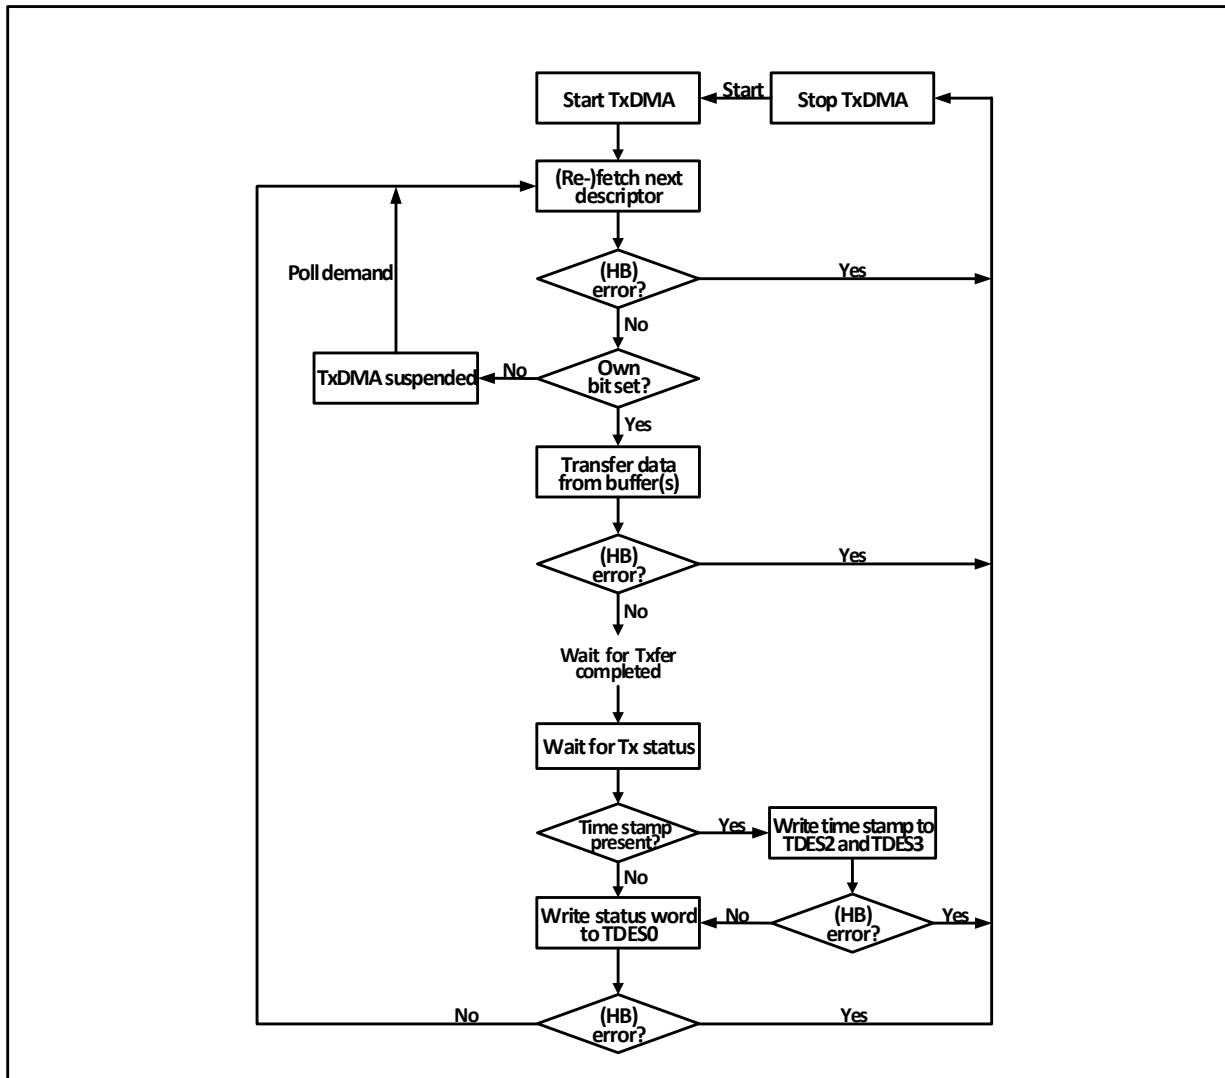 Start TxDMA
Start
Stop TxDMA
(Re-)fetch next
descriptor
Poll demand
(HB)
error?
Yes
No
TxDMA suspended
No
Own
bit set?
Yes
Transfer data
from buffer(s)
(HB)
error?
Yes
No
Wait for Txfer
completed
Wait for Tx status
Time stamp
present?
Yes
Write time stamp to
TDES2 and TDES3
No
Write status word
to TDES0
No
(HB)
error?
Yes
No
(HB)
error?
Yes